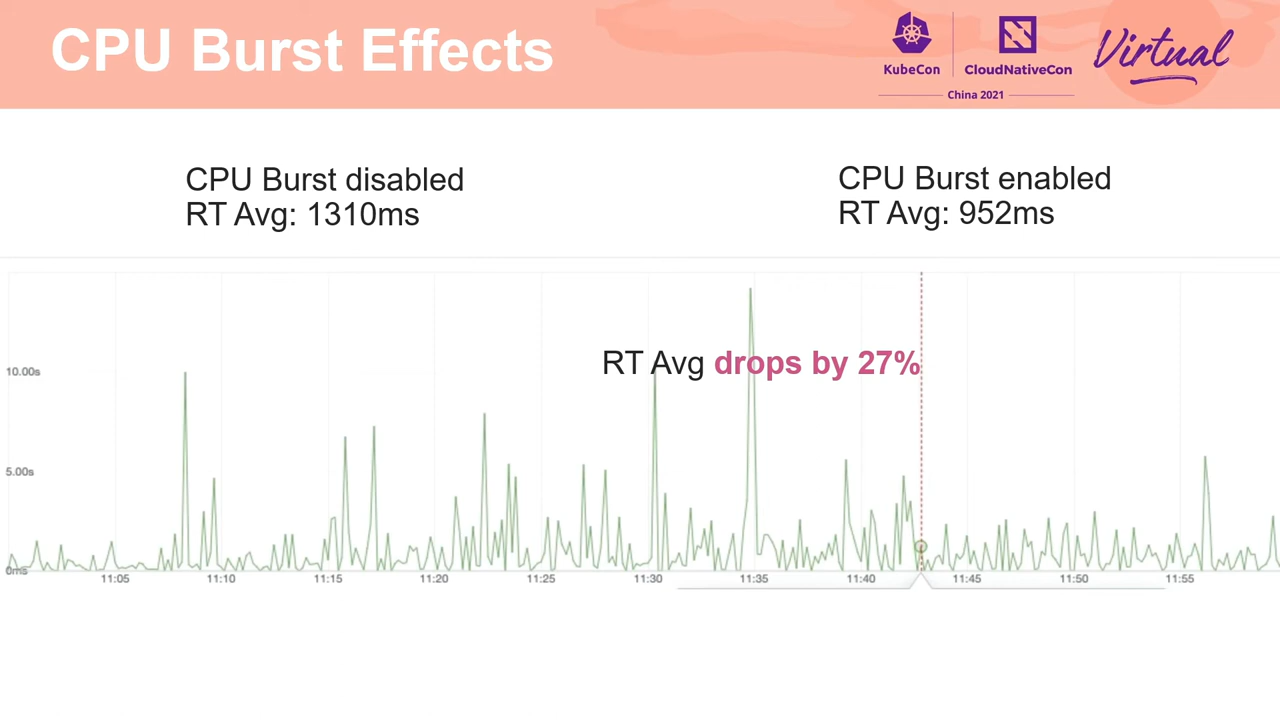 CPU Burst Effects
KubeCon
CloudNativeCon
China 2021
Virtual
CPU Burst disabled
RT Avg: 1310ms
CPU Burst enabled
RT Avg: 952ms
RT Avg drops by 27%
10.00s
5.00s
0ms
11:05 11:10 11:15 11:20 11:25 11:30 11:35 11:40 11:45 11:50 11:55